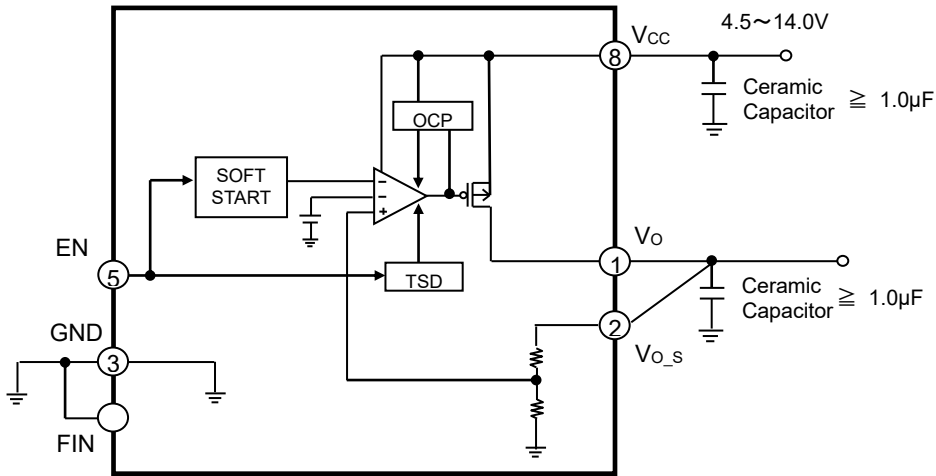 4.5～14.0V
VCC
8
Ceramic
Capacitor ≧ 1.0µF
OCP
SOFT
START
−
−
+
EN
5
TSD
VO
1
Ceramic
Capacitor ≧ 1.0µF
2
VO_S
GND
3
FIN